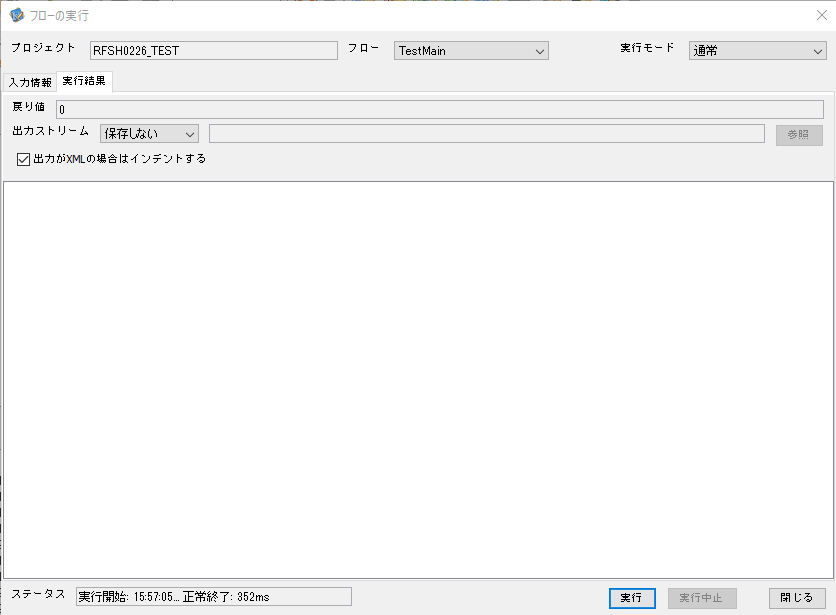 フローの実行
プロジェクト RFSH0226_TEST フロー TestMain 実行モード 通常
入力情報 実行結果
戻り値 0
出力ストリーム 保存しない 参照
出力がXMLの場合はインデントする
ステータス 実行開始: 15:57:05... 正常終了: 352ms 実行 実行中止 閉じる